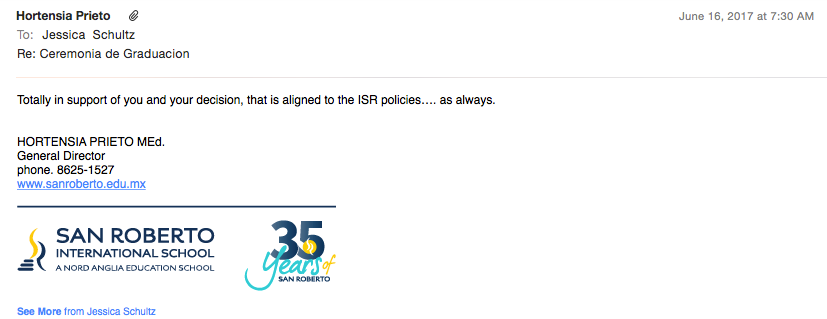 Hortensia Prieto
June 16, 2017 at 7:30 AM
To: Jessica Schultz
Re: Ceremonia de Graduacion
Totally in support of you and your decision, that is aligned to the ISR policies…. as always.
HORTENSIA PRIETO MEd.
General Director
phone. 8625-1527
www.sanroberto.edu.mx
SAN ROBERTO
INTERNATIONAL SCHOOL
A NORD ANGLIA EDUCATION SCHOOL
35
Years of
SAN ROBERTO
See More from Jessica Schultz